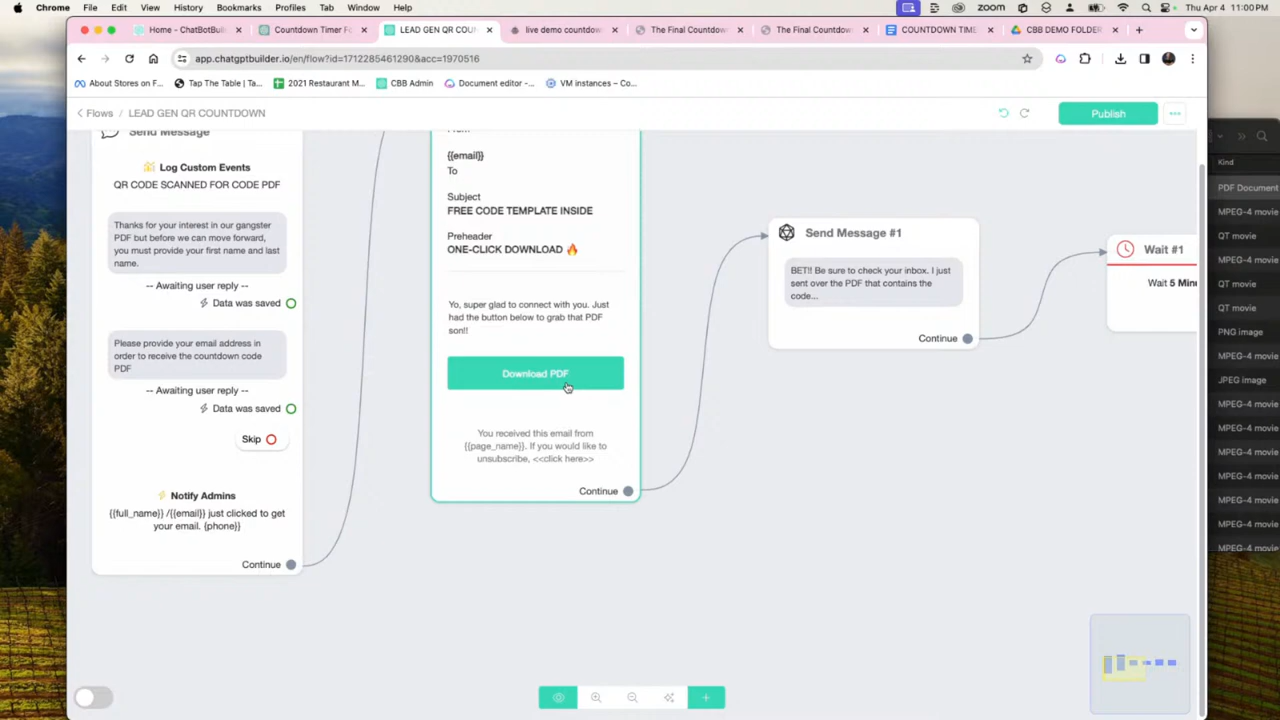 Chrome File Edit View History Bookmarks Profiles Tab Window Help
zoom
Thu Apr 4 11:00 PM
Home - ChatBotBuil
Countdown Timer Fo
LEAD GEN QR COU
live demo countdow
The Final Countdow
The Final Countdow
COUNTDOWN TIME
CBB DEMO FOLDER
app.chatgptbuilder.io/en/flow?id=1712285461290&acc=1970516
About Stores on F...
Tap The Table | Ta...
2021 Restaurant M...
CBB Admin
Document editor -...
VM instances – Co...
Flows / LEAD GEN QR COUNTDOWN
Publish
Send Message
Log Custom Events
QR CODE SCANNED FOR CODE PDF
Thanks for your interest in our gangster
PDF but before we can move forward,
you must provide your first name and last
name.
-- Awaiting user reply --
Data was saved
Please provide your email address in
order to receive the countdown code
PDF
-- Awaiting user reply --
Data was saved
Skip
Notify Admins
{{full_name}} /{{email}} just clicked to get
your email. {phone}}
Continue
From
{{email}}
To
Subject
FREE CODE TEMPLATE INSIDE
Preheader
ONE-CLICK DOWNLOAD 🔥
Yo, super glad to connect with you. Just
had the button below to grab that PDF
son!!
Download PDF
You received this email from
{{page_name}}. If you would like to
unsubscribe, <<click here>>
Continue
Send Message #1
BET!! Be sure to check your inbox. I just
sent over the PDF that contains the
code...
Continue
Wait #1
Wait 5 Minu
Kind
PDF Document
MPEG-4 movie
QT movie
MPEG-4 movie
QT movie
QT movie
PNG image
MPEG-4 movie
JPEG image
MPEG-4 movie
MPEG-4 movie
MPEG-4 movie
MPEG-4 movie
MPEG-4 movie
MPEG-4 movie
MPEG-4 movie